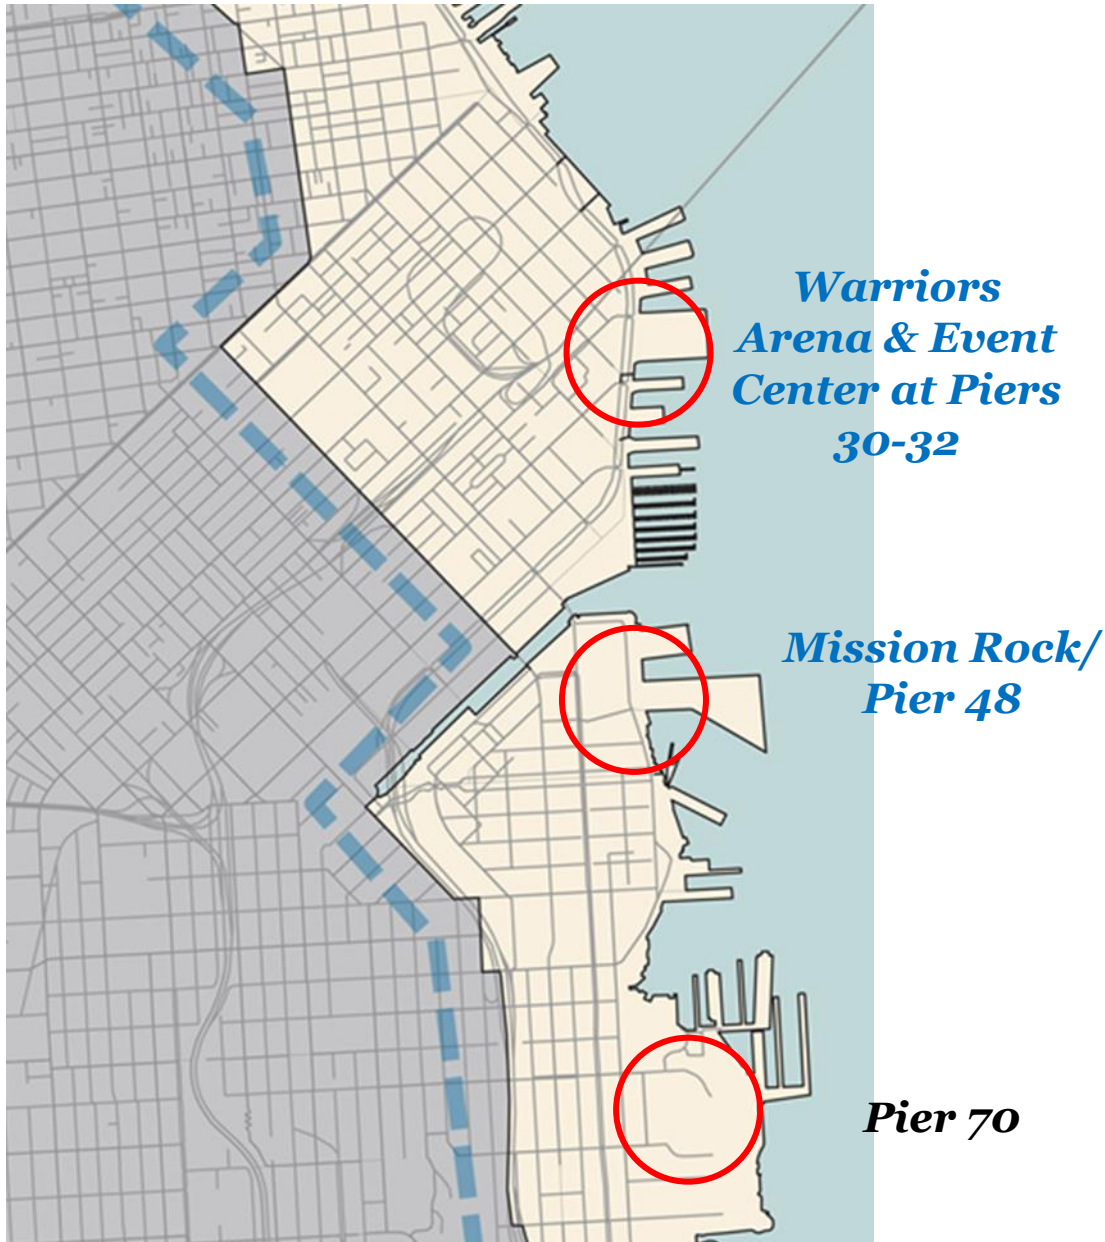 Warriors
Arena & Event
Center at Piers
30-32
Mission Rock/
Pier 48
Pier 70